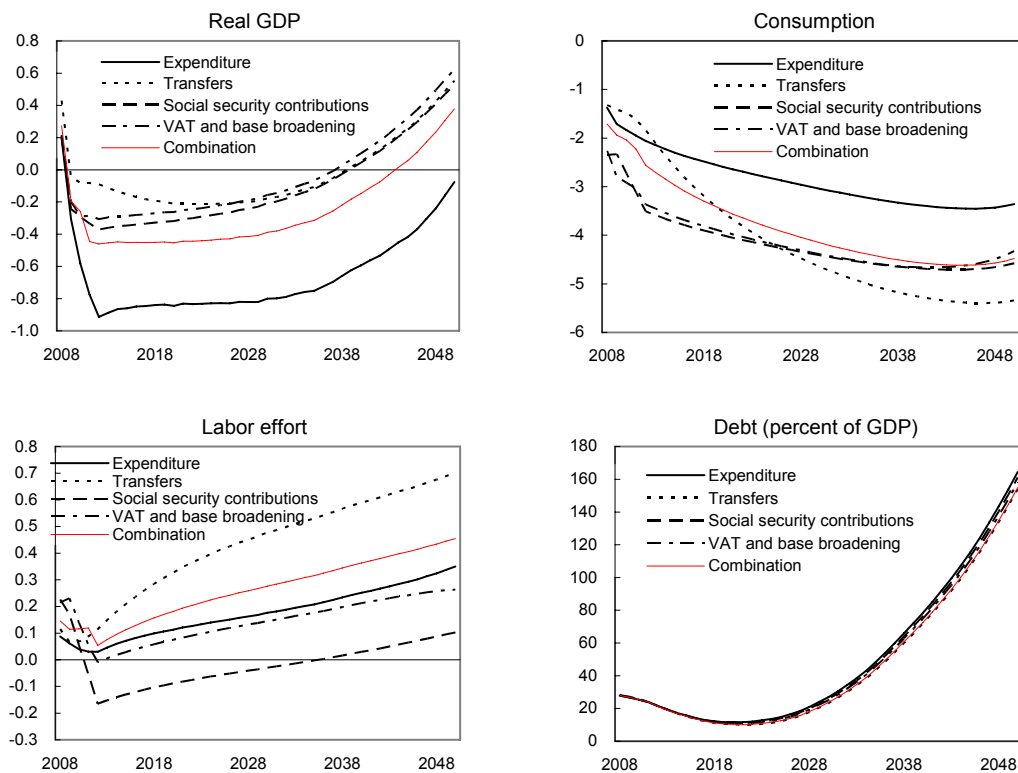 Real GDP
0.8
0.6
0.4
0.2
0.0
-0.2
-0.4
-0.6
-0.8
-1.0
Expenditure
Transfers
Social security contributions
VAT and base broadening
Combination
2008 2018 2028 2038 2048
Consumption
0
-1
-2
-3
-4
-5
-6
Expenditure
Transfers
Social security contributions
VAT and base broadening
Combination
2008 2018 2028 2038 2048
Labor effort
0.8
0.7
0.6
0.5
0.4
0.3
0.2
0.1
0.0
-0.1
-0.2
-0.3
Expenditure
Transfers
Social security contributions
VAT and base broadening
Combination
2008 2018 2028 2038 2048
Debt (percent of GDP)
180
160
140
120
100
80
60
40
20
0
Expenditure
Transfers
Social security contributions
VAT and base broadening
Combination
2008 2018 2028 2038 2048